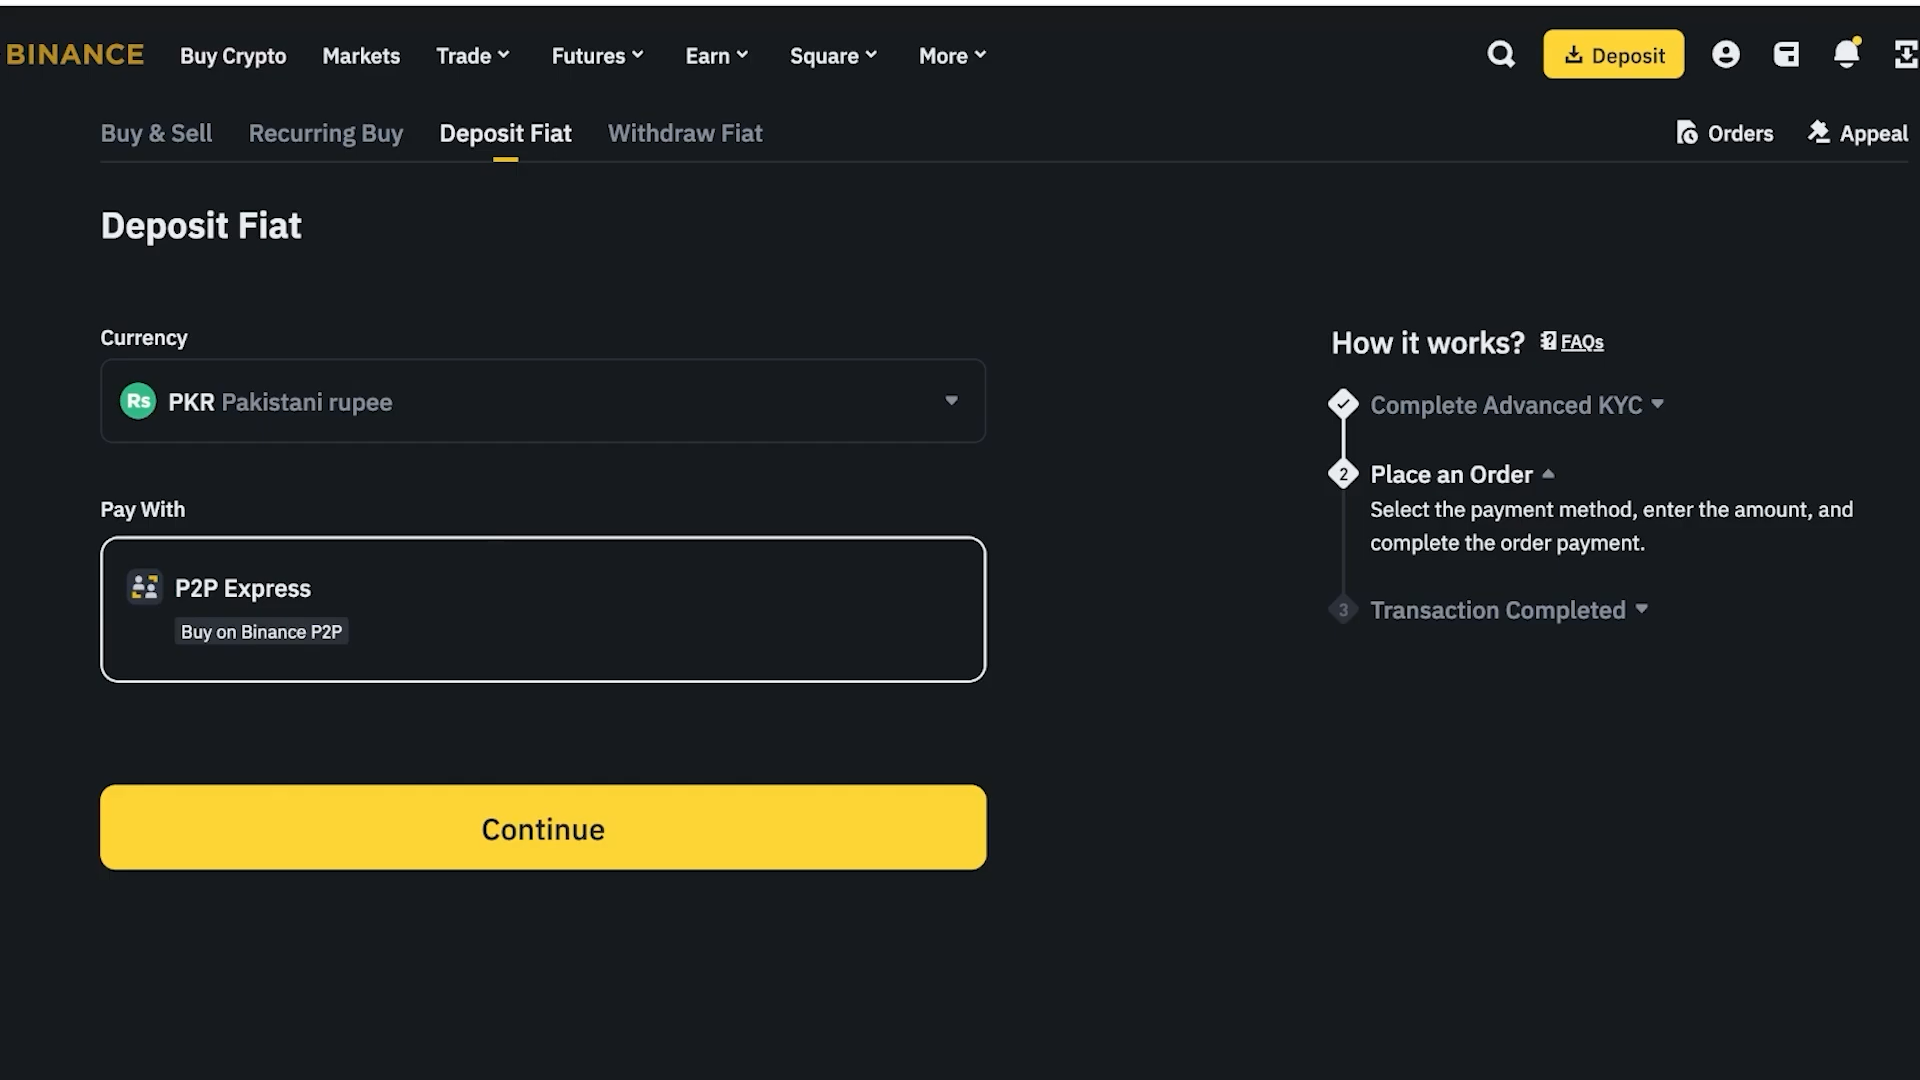 BINANCE Buy Crypto Markets Trade Futures Earn Square More Deposit
Buy & Sell Recurring Buy Deposit Fiat Withdraw Fiat Orders Appeal
Deposit Fiat
Currency
Rs PKR Pakistani rupee
Pay With
P2P Express
Buy on Binance P2P
Continue
How it works? FAQs
Complete Advanced KYC
2 Place an Order
Select the payment method, enter the amount, and
complete the order payment.
3 Transaction Completed